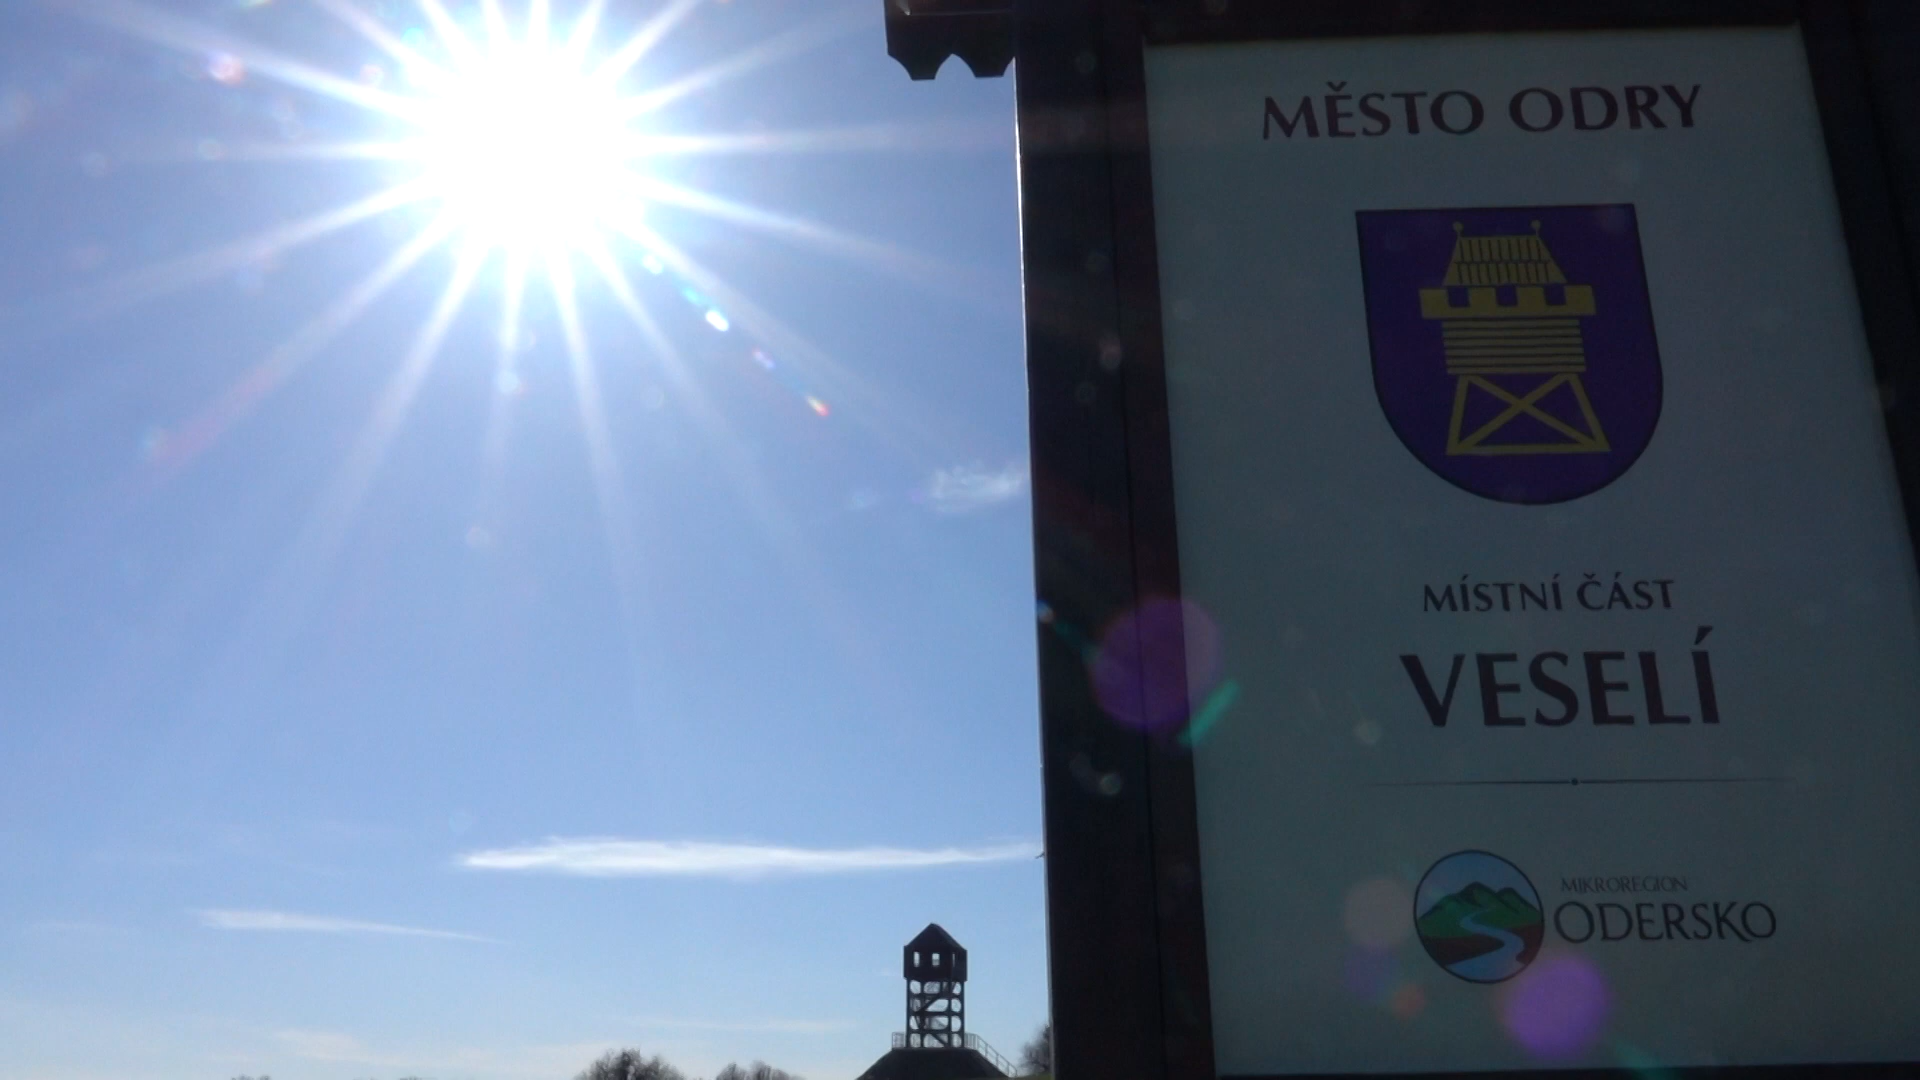 MĚSTO ODRY
MÍSTNÍ ČÁST
VESELÍ
MIKROREGION
ODERSKO